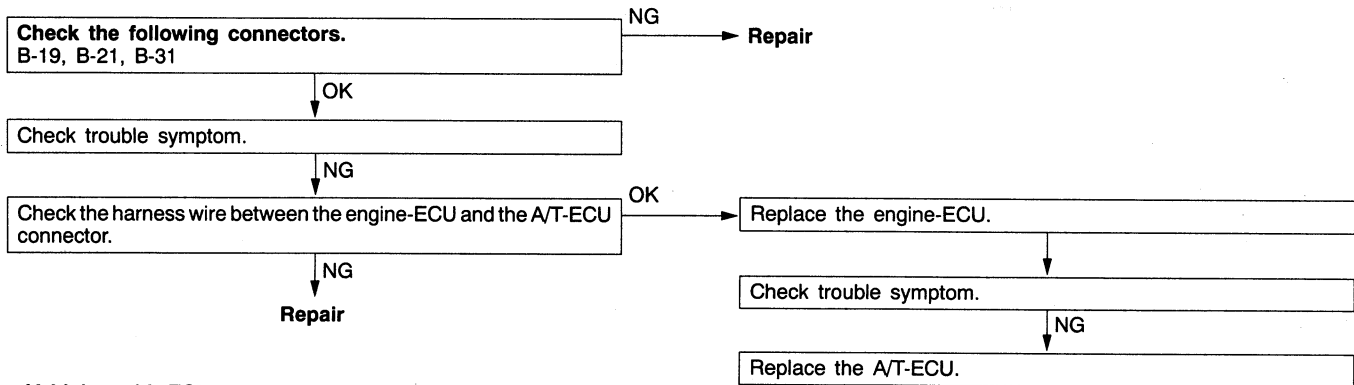 Check the following connectors.
B-19, B-21, B-31
NG
Repair
OK
Check trouble symptom.
NG
Check the harness wire between the engine-ECU and the A/T-ECU
connector.
OK
NG
Repair
Replace the engine-ECU.
Check trouble symptom.
NG
Replace the A/T-ECU.